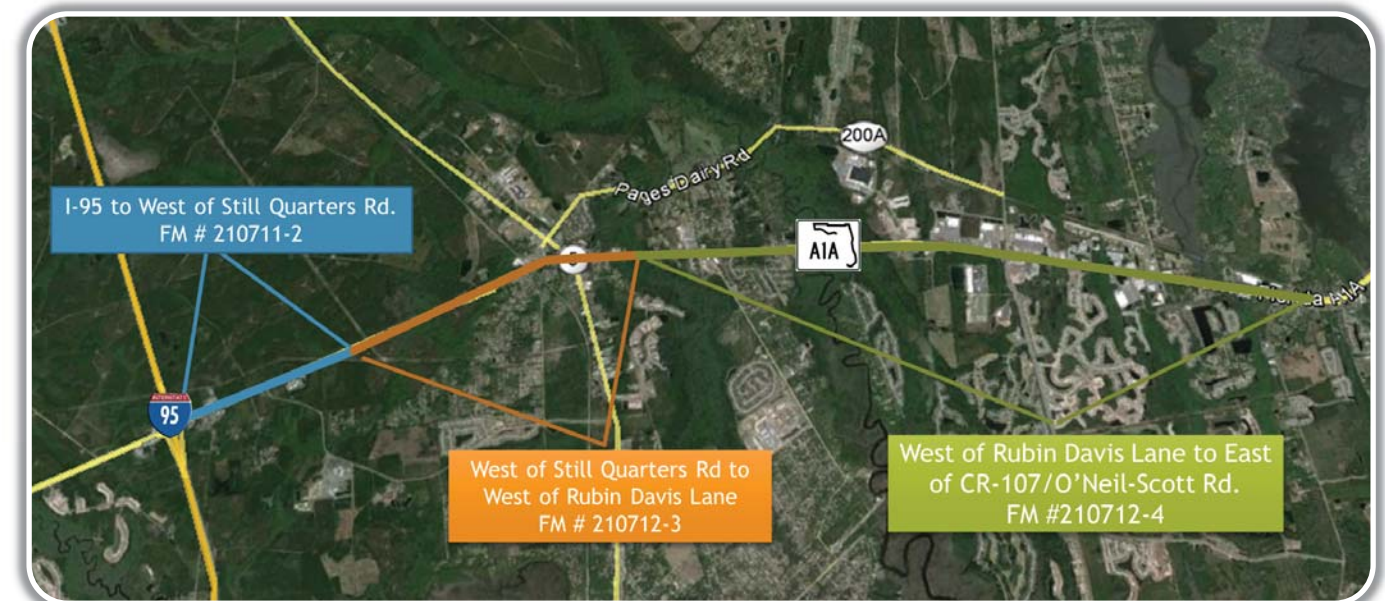 200A
Pages Dairy Rd
I-95 to West of Still Quarters Rd.
FM # 210711-2
A1A
A1A
INTERSTATE
95
West of Still Quarters Rd to
West of Rubin Davis Lane
FM # 210712-3
West of Rubin Davis Lane to East
of CR-107/O’Neil-Scott Rd.
FM #210712-4